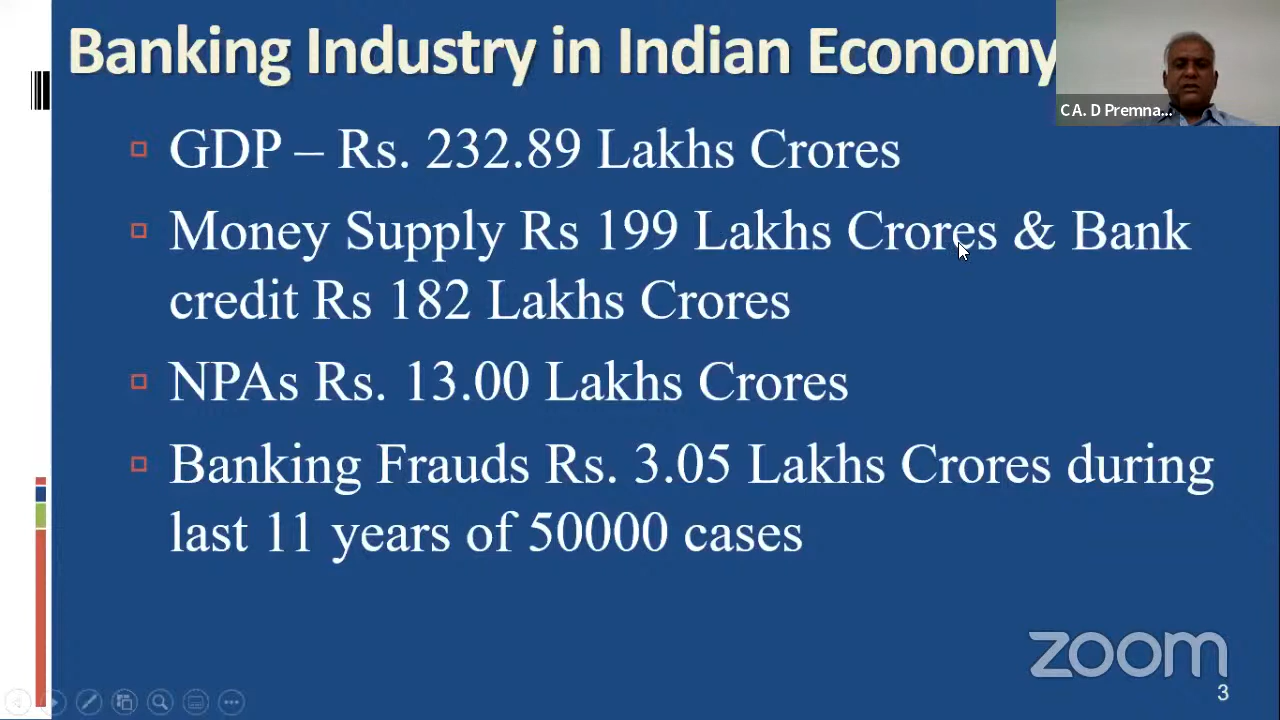 Banking Industry in Indian Economy
CA. D Premna...
GDP – Rs. 232.89 Lakhs Crores
Money Supply Rs 199 Lakhs Crores & Bank
credit Rs 182 Lakhs Crores
NPAs Rs. 13.00 Lakhs Crores
Banking Frauds Rs. 3.05 Lakhs Crores during
last 11 years of 50000 cases
zoom
3